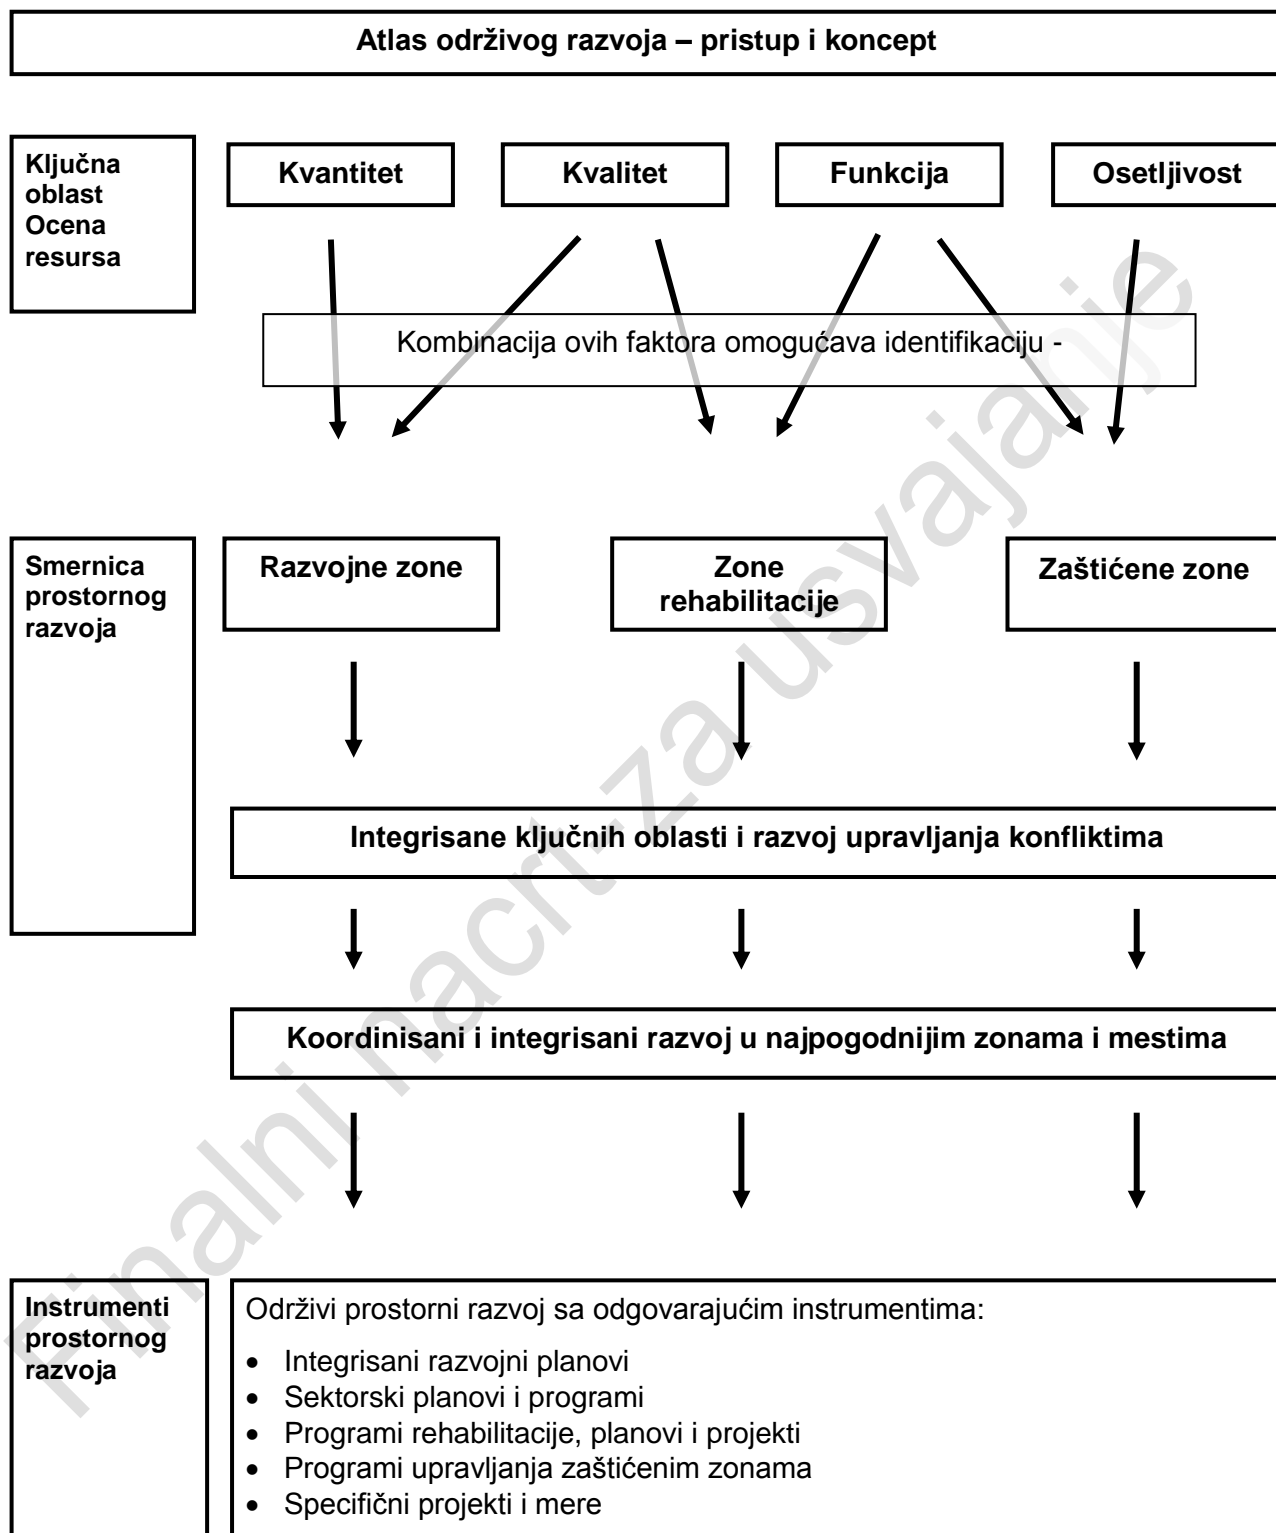 Atlas održivog razvoja – pristup i koncept
Ključna
oblast
Ocena
resursa
Kvantitet
Kvalitet
Funkcija
Osetljivost
Kombinacija ovih faktora omogućava identifikaciju -
Smernica
prostornog
razvoja
Razvojne zone
Zone
rehabilitacije
Zaštićene zone
Integrisane ključnih oblasti i razvoj upravljanja konfliktima
Koordinisani i integrisani razvoj u najpogodnijim zonama i mestima
Instrumenti
prostornog
razvoja
Održivi prostorni razvoj sa odgovarajućim instrumentima:
• Integrisani razvojni planovi
• Sektorski planovi i programi
• Programi rehabilitacije, planovi i projekti
• Programi upravljanja zaštićenim zonama
• Specifični projekti i mere
Finalni nacrt-za usvajanje